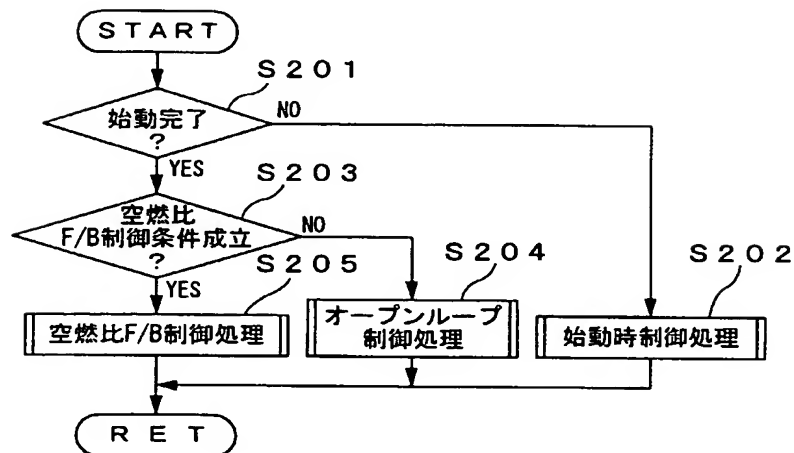 START
S201
始動完了
?
NO
YES
S203
空燃比
F/B制御条件成立
?
NO
YES
S205
S204
S202
空燃比F/B制御処理
オープンループ
制御処理
始動時制御処理
RET